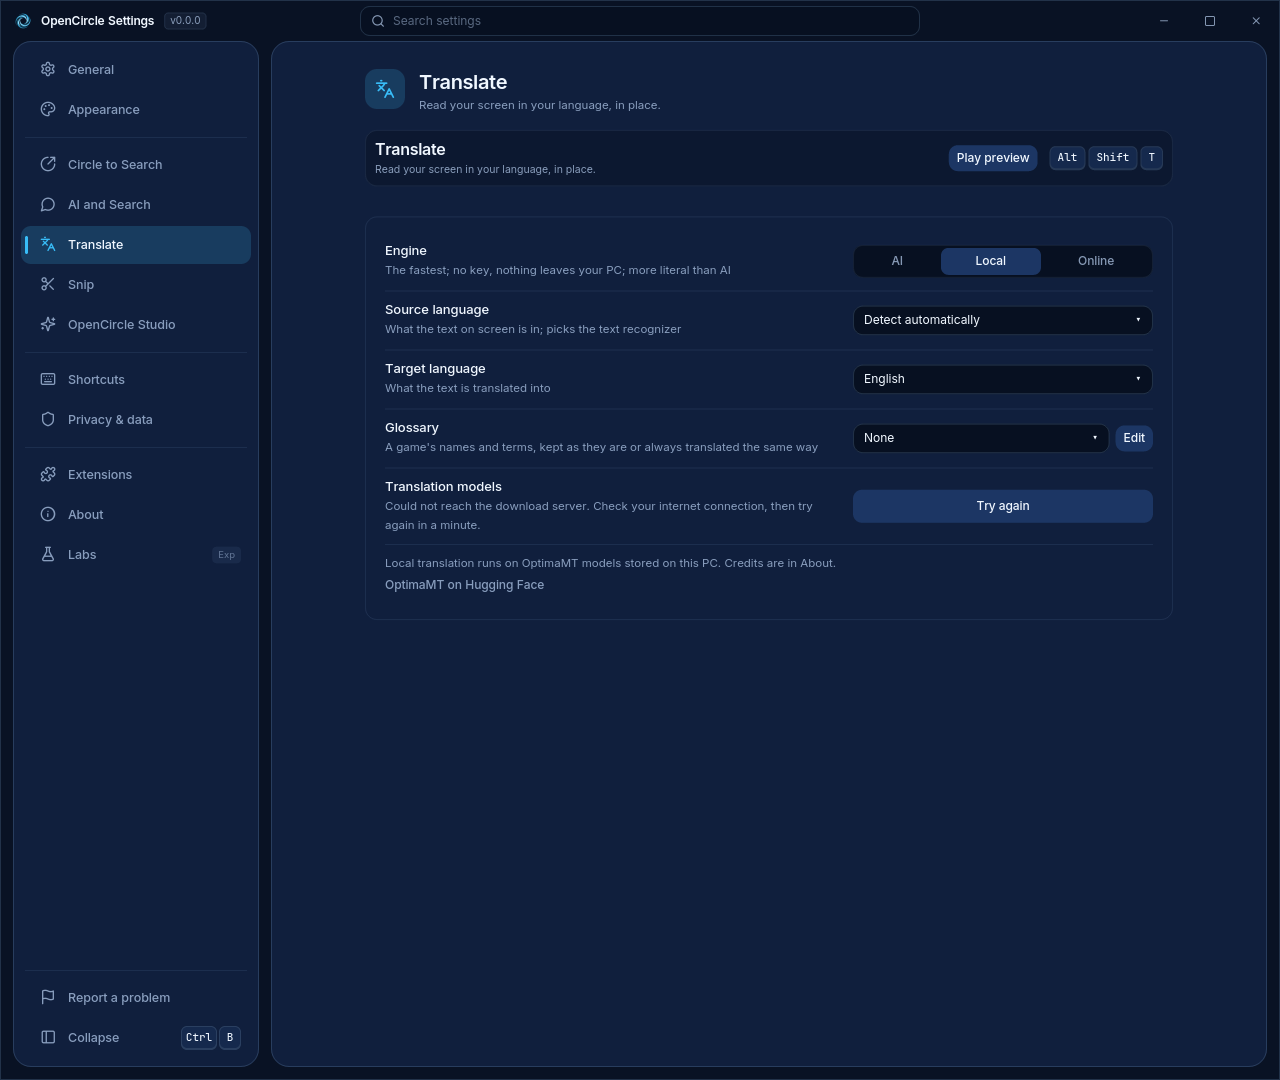 OpenCircle Settings
v0.0.0
Search settings
General
Appearance
Circle to Search
AI and Search
Translate
Snip
OpenCircle Studio
Shortcuts
Privacy & data
Extensions
About
Labs
Exp
Report a problem
Collapse
Ctrl
B
Translate
Read your screen in your language, in place.
Translate
Read your screen in your language, in place.
Play preview
Alt
Shift
T
Engine
The fastest; no key, nothing leaves your PC; more literal than AI
AI
Local
Online
Source language
What the text on screen is in; picks the text recognizer
Detect automatically
Target language
What the text is translated into
English
Glossary
A game's names and terms, kept as they are or always translated the same way
None
Edit
Translation models
Could not reach the download server. Check your internet connection, then try
again in a minute.
Try again
Local translation runs on OptimaMT models stored on this PC. Credits are in About.
OptimaMT on Hugging Face